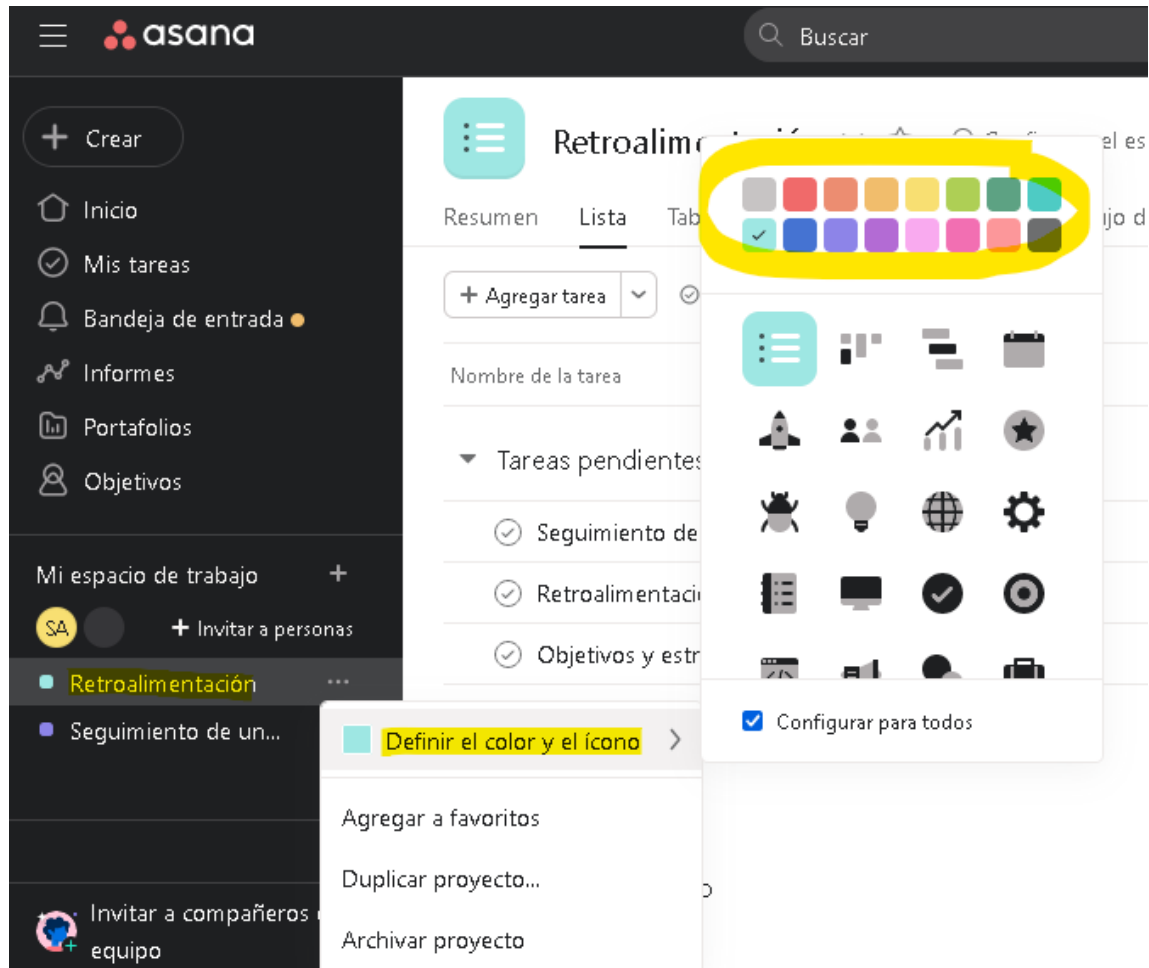 asana
Buscar
Crear
Inicio
Mis tareas
Bandeja de entrada
Informes
Portafolios
Objetivos
Mi espacio de trabajo
SA
Invitar a personas
Retroalimentación
Seguimiento de un...
Invitar a compañeros
equipo
Resumen
Lista
Agregar tarea
Nombre de la tarea
Tareas pendientes
Seguimiento de
Objetivos y
Definir el color y el ícono
Agregar a favoritos
Duplicar proyecto...
Archivar proyecto
Configurar para todos